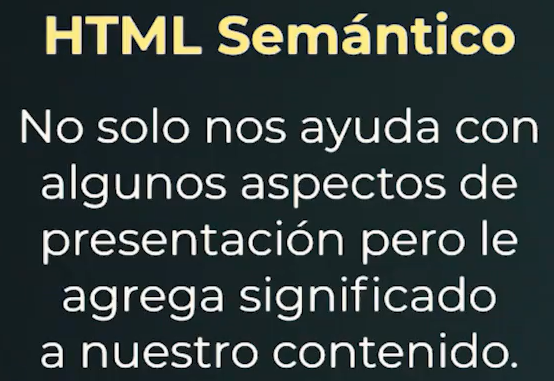 HTML Semántico
No solo nos ayuda con
algunos aspectos de
presentación pero le
agrega significado
a nuestro contenido.